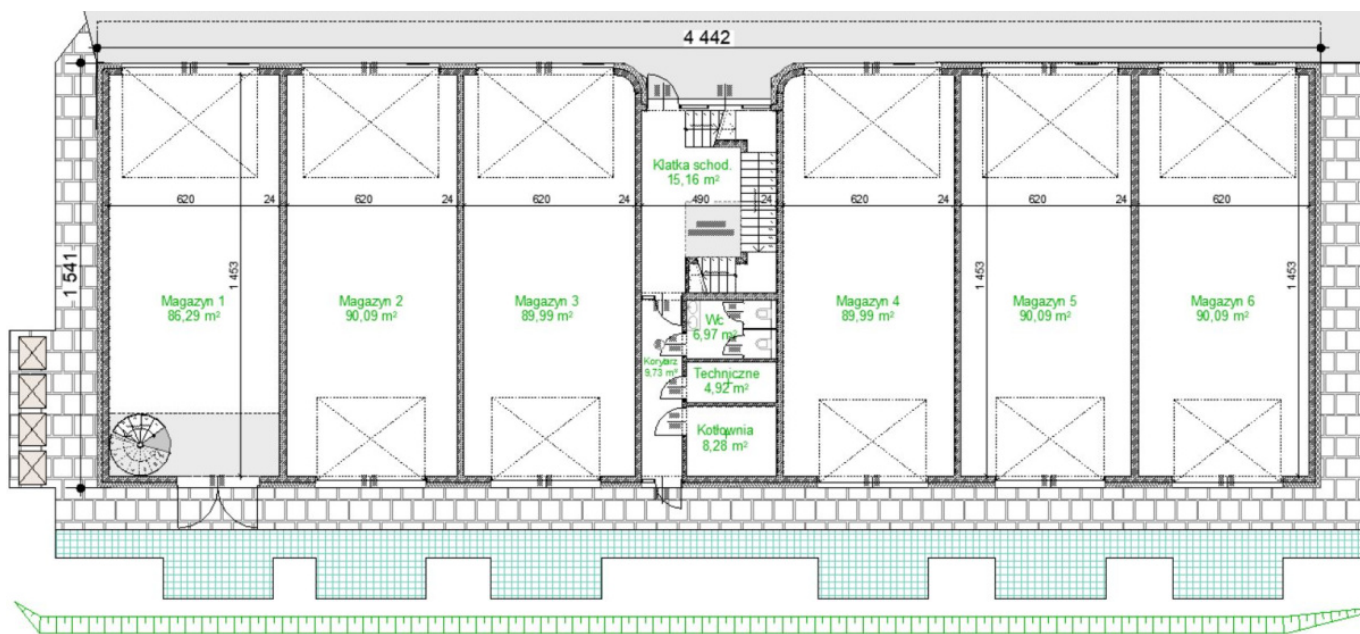 4 442
620
24
620
24
620
24
490
24
620
24
620
24
620
Klatka schod.
15,16 m²
1 541
1 453
1 453
1 453
Magazyn 1
86,29 m²
Magazyn 2
90,09 m²
Magazyn 3
89,99 m²
Magazyn 4
89,99 m²
Magazyn 5
90,09 m²
Magazyn 6
90,09 m²
Wc
6,97 m²
Korytarz
9,73 m²
Techniczne
4,92 m²
Kotłownia
8,28 m²